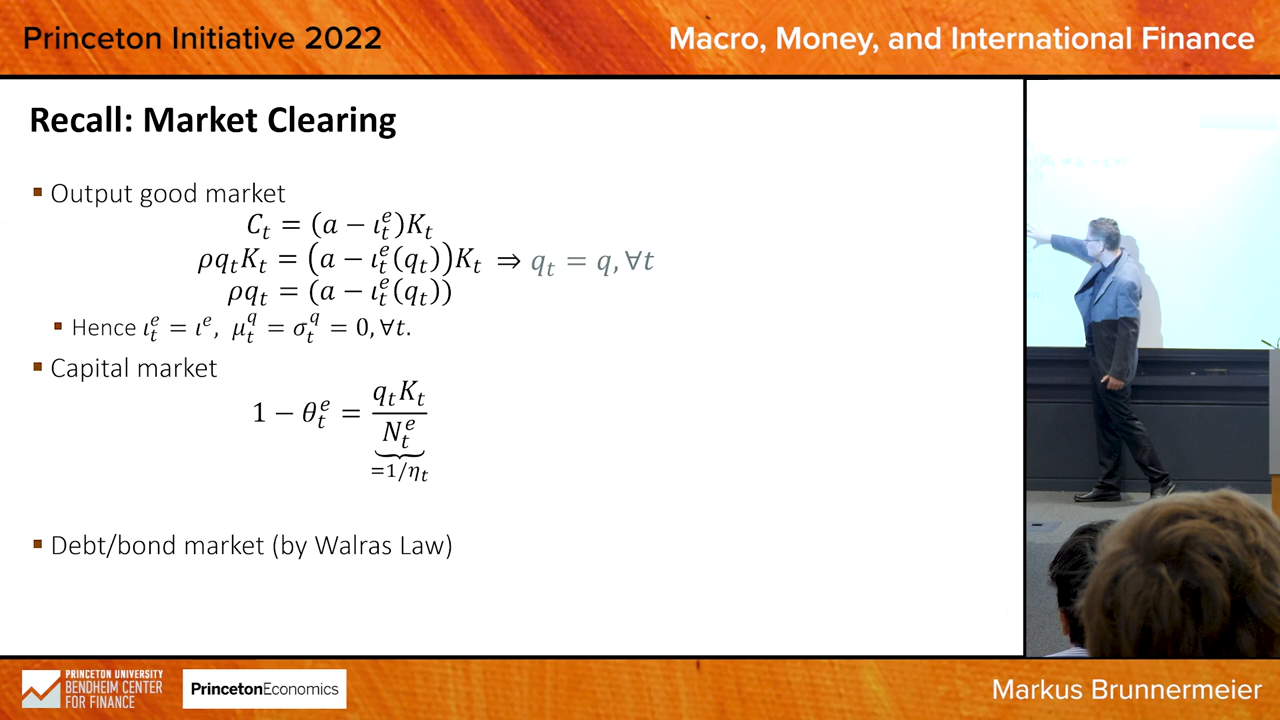 Princeton Initiative 2022
Macro, Money, and International Finance
Recall: Market Clearing
▪ Output good market
C_t = (a − ι_t^e)K_t
ρq_tK_t = (a − ι_t^e(q_t))K_t ⇒ q_t = q, ∀t
ρq_t = (a − ι_t^e(q_t))
▪ Hence ι_t^e = ι^e, μ_t^q = σ_t^q = 0, ∀t.
▪ Capital market
1 − θ_t^e = q_tK_t / N_t^e
=1/η_t
▪ Debt/bond market (by Walras Law)
PRINCETON UNIVERSITY
BENDHEIM CENTER
FOR FINANCE
PrincetonEconomics
Markus Brunnermeier